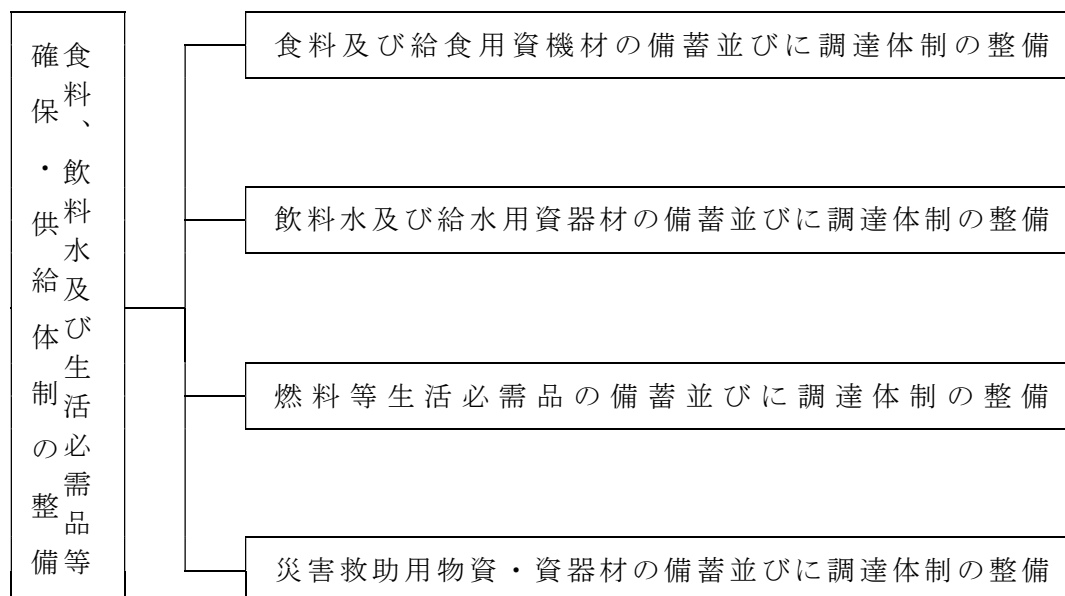 食料、飲料水及び生活必需品等
確保・供給体制の整備
食料及び給食用資機材の備蓄並びに調達体制の整備
飲料水及び給水用資器材の備蓄並びに調達体制の整備
燃料等生活必需品の備蓄並びに調達体制の整備
災害救助用物資・資器材の備蓄並びに調達体制の整備